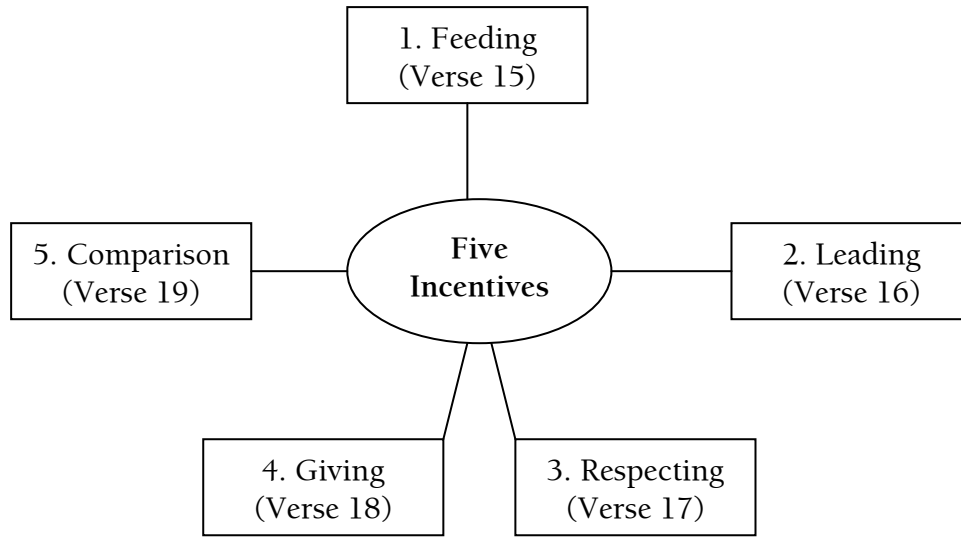 1. Feeding
(Verse 15)
Five
Incentives
5. Comparison
(Verse 19)
2. Leading
(Verse 16)
4. Giving
(Verse 18)
3. Respecting
(Verse 17)